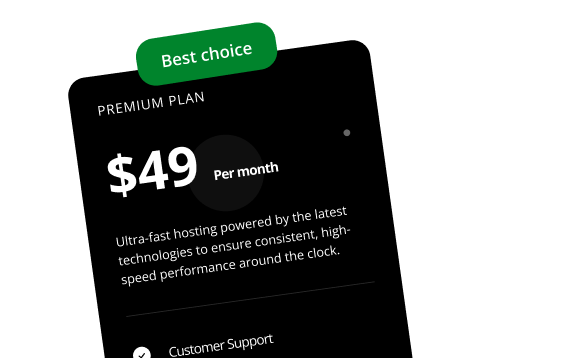 Best choice
PREMIUM PLAN
$49 Per month
Ultra-fast hosting powered by the latest
technologies to ensure consistent, high-
speed performance around the clock.
Customer Support